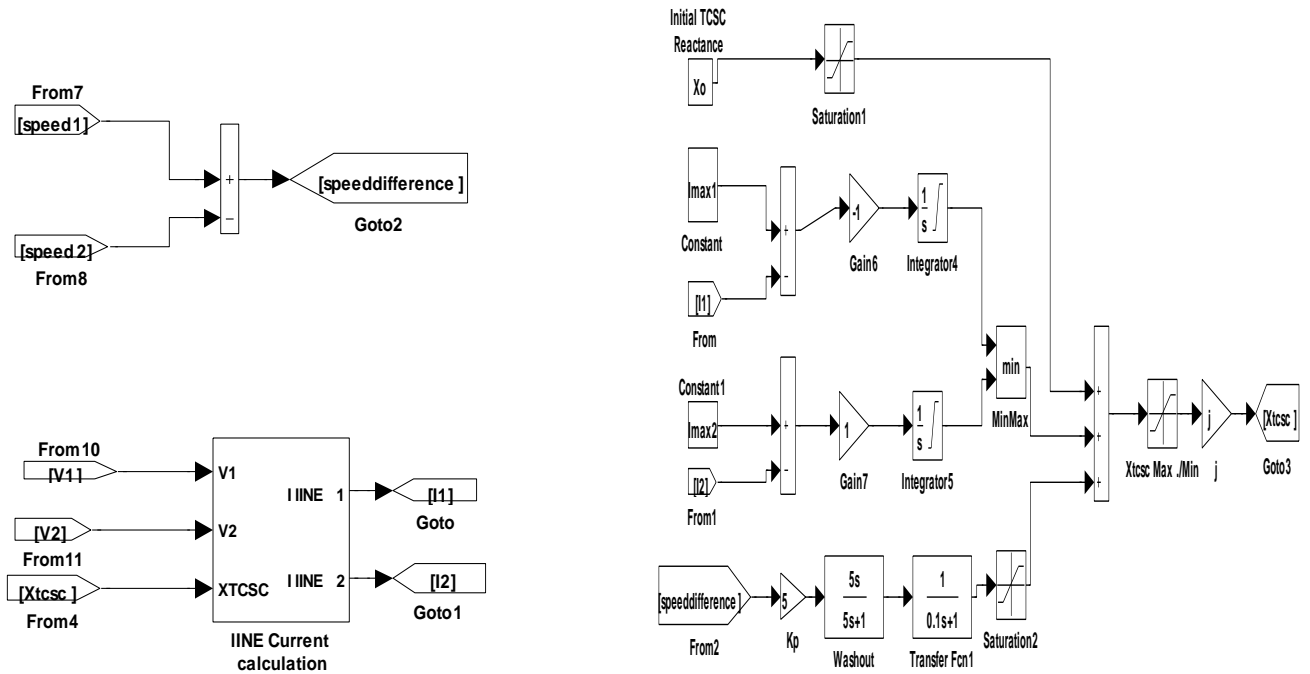 From7
[speed1]
+
−
[speeddifference ]
Goto2
[speed 2]
From8
From10
[V1]
V1
I IINE 1
[I1]
Goto
[V2]
V2
From11
I IINE 2
[I2]
Goto1
[Xtcsc ]
XTCSC
From4
IINE Current
calculation
Initial TCSC
Reactance
Xo
Saturation1
Imax1
Constant
+
−
-1
Gain6
1
s
Integrator4
[I1]
From
min
MinMax
Constant1
Imax2
+
−
1
Gain7
1
s
Integrator5
[I2]
From1
+
+
+
Xtcsc Max ./Min
j
j
[Xtcsc ]
Goto3
[speeddifference ]
From2
5
Kp
5s
5s+1
Washout
1
0.1s+1
Transfer Fcn1
Saturation2